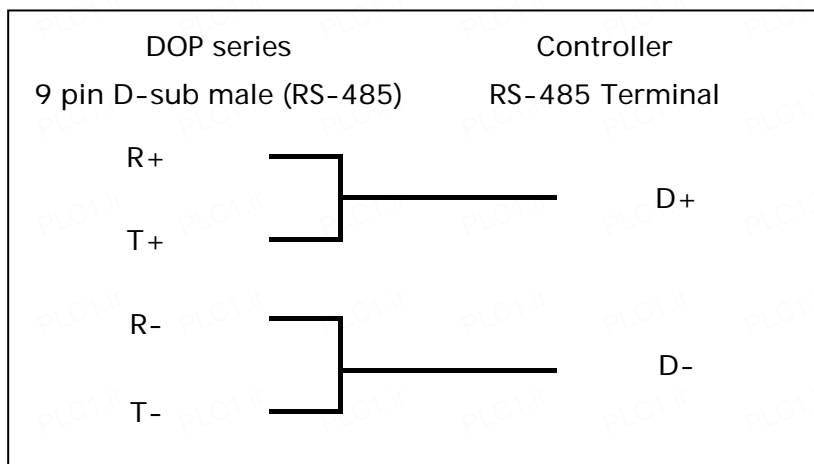 DOP series Controller
9 pin D-sub male (RS-485) RS-485 Terminal
R+
D+
T+
R-
D-
T-